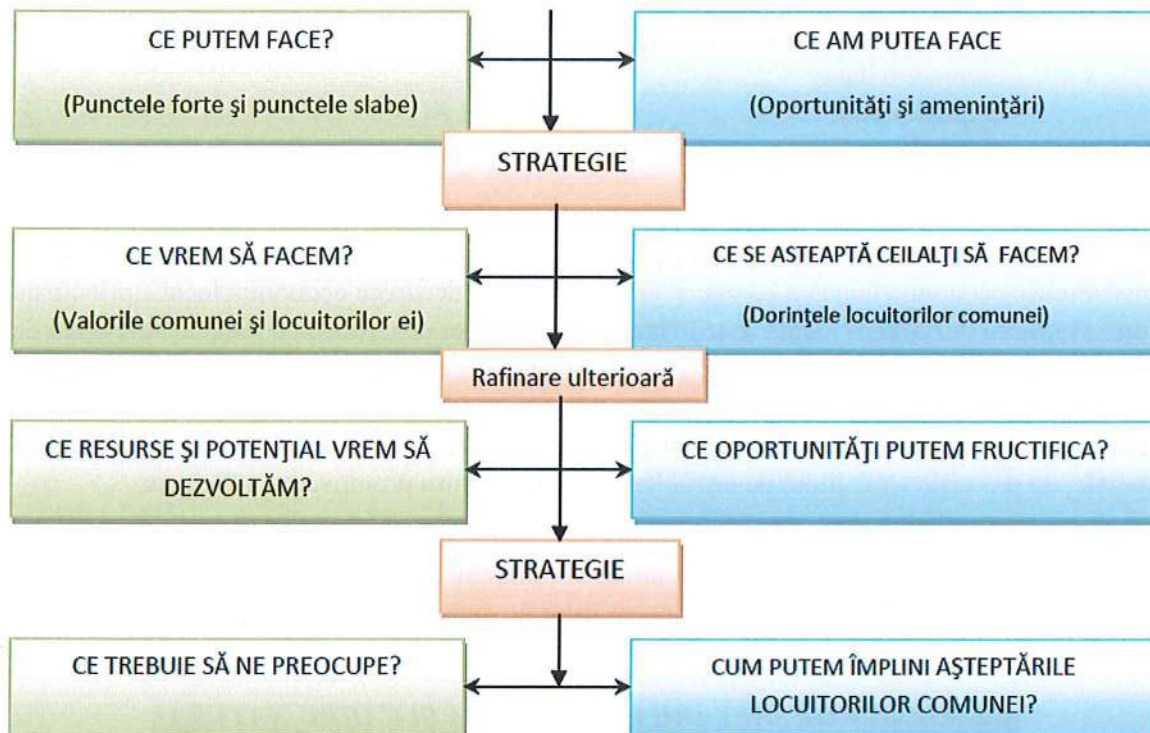 CE PUTEM FACE?
(Punctele forte şi punctele slabe)
CE AM PUTEA FACE
(Oportunităţi şi ameninţări)
STRATEGIE
CE VREM SĂ FACEM?
(Valorile comunei şi locuitorilor ei)
CE SE ASTEAPTĂ CEILALŢI SĂ FACEM?
(Dorinţele locuitorilor comunei)
Rafinare ulterioară
CE RESURSE ŞI POTENŢIAL VREM SĂ
DEZVOLTĂM?
CE OPORTUNITĂŢI PUTEM FRUCTIFICA?
STRATEGIE
CE TREBUIE SĂ NE PREOCUPE?
CUM PUTEM ÎMPLINI AŞTEPTĂRILE
LOCUITORILOR COMUNEI?